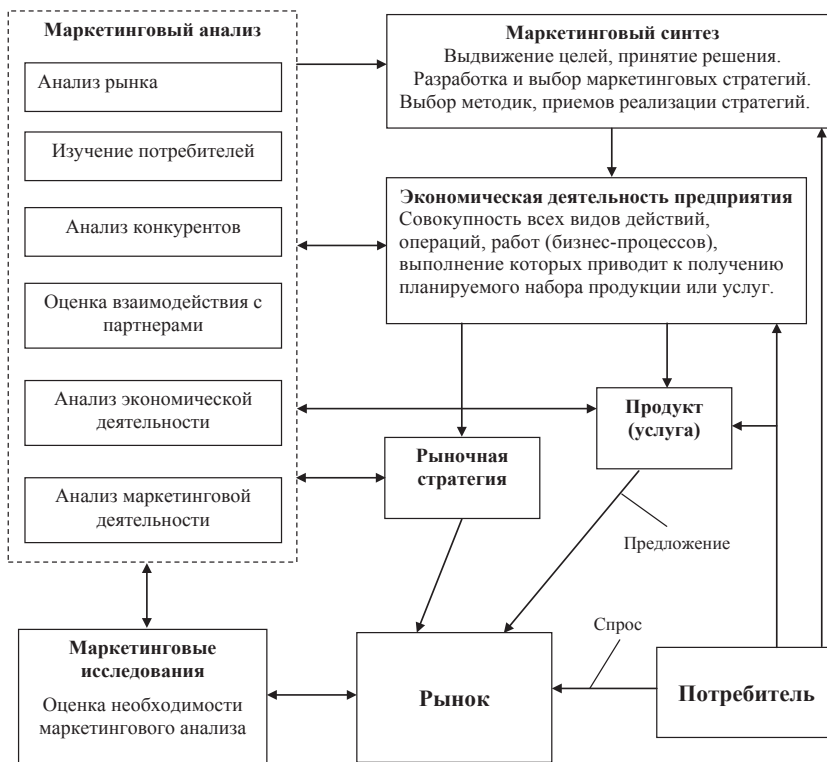 Маркетинговый анализ
Анализ рынка
Изучение потребителей
Анализ конкурентов
Оценка взаимодействия с
партнерами
Анализ экономической
деятельности
Анализ маркетинговой
деятельности
Маркетинговый синтез
Выдвижение целей, принятие решения.
Разработка и выбор маркетинговых стратегий.
Выбор методик, приемов реализации стратегий.
Экономическая деятельность предприятия
Совокупность всех видов действий,
операций, работ (бизнес-процессов),
выполнение которых приводит к получению
планируемого набора продукции или услуг.
Продукт
(услуга)
Рыночная
стратегия
Предложение
Маркетинговые
исследования
Оценка необходимости
маркетингового анализа
Рынок
Спрос
Потребитель